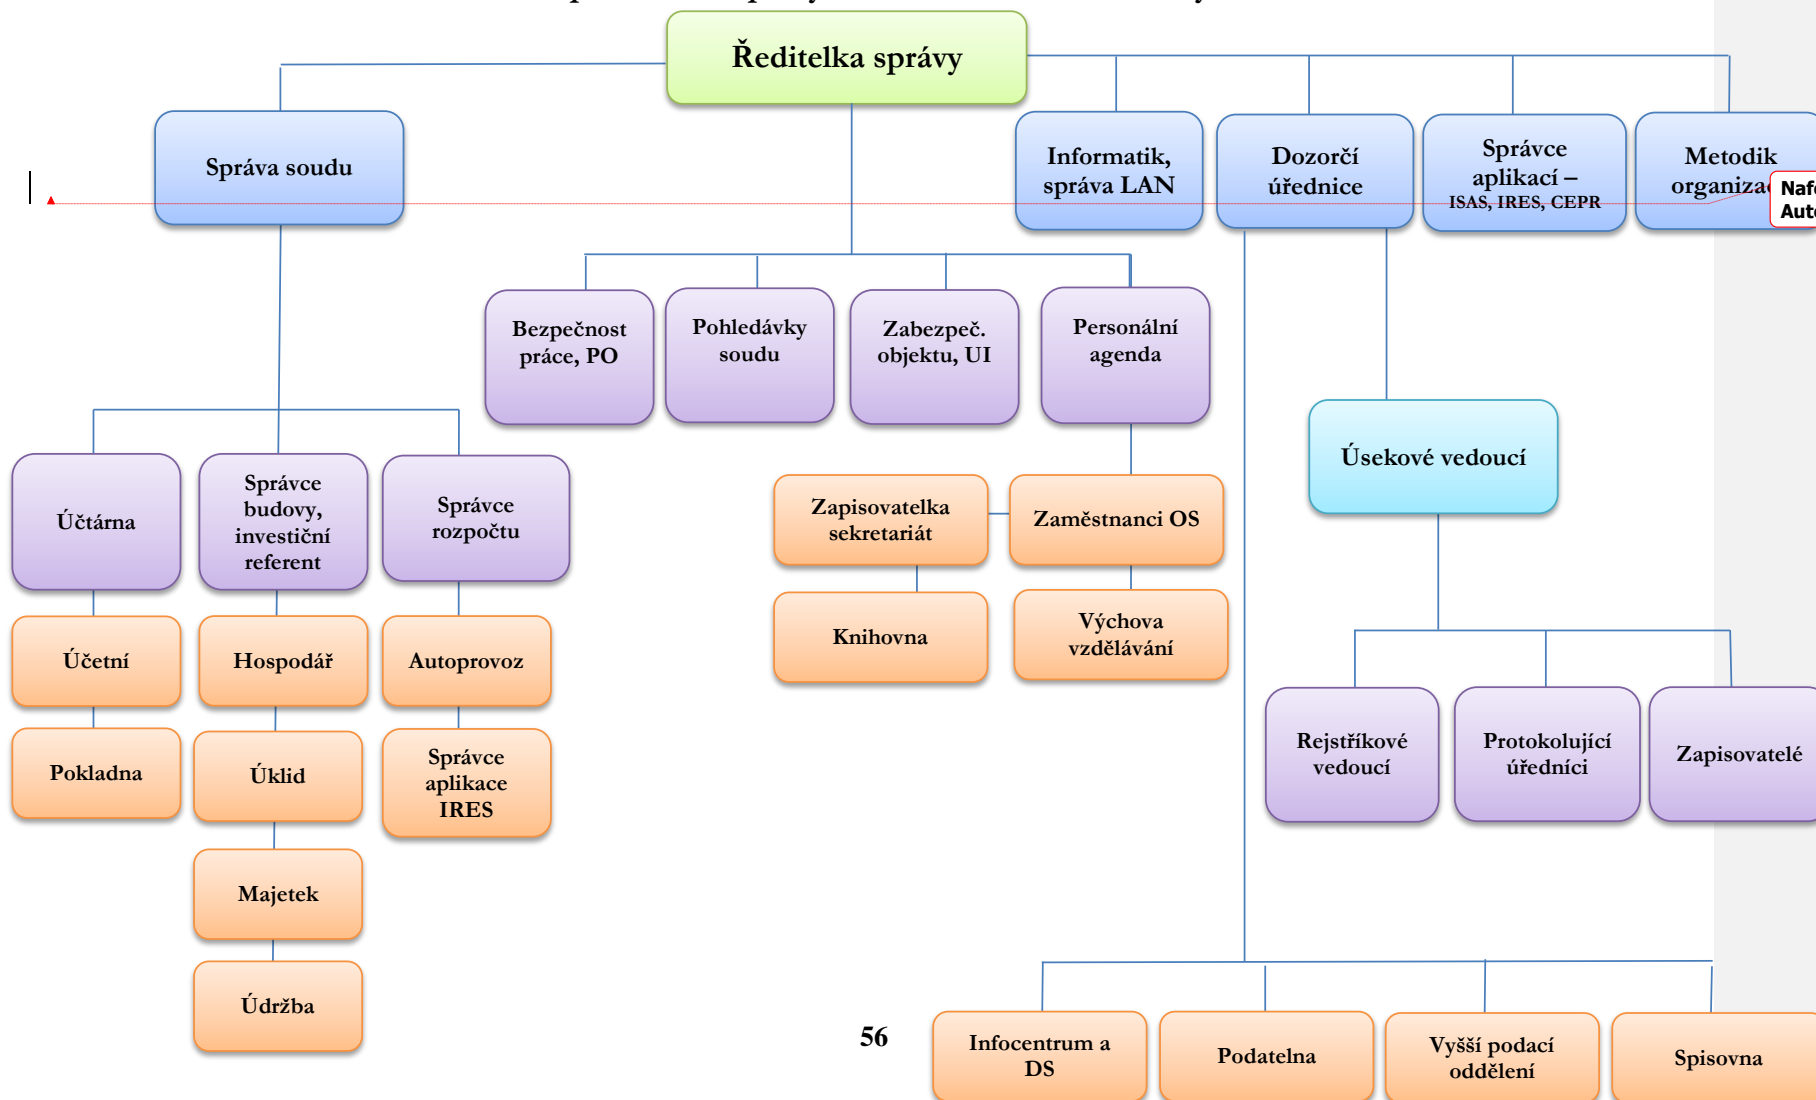 Ředitelka správy
Správa soudu
Informatik,
správa LAN
Dozorčí
úřednice
Správce
aplikací –
ISAS, IRES, CEPR
Metodik
Bezpečnost
práce, PO
Pohledávky
soudu
Zabezpeč.
objektu, UI
Personální
agenda
Úsekové vedoucí
Účtárna
Správce
budovy,
investiční
referent
Správce
rozpočtu
Zapisovatelka
sekretariát
Zaměstnanci OS
Účetní
Hospodář
Autoprovoz
Knihovna
Výchova
vzdělávání
Pokladna
Úklid
Správce
aplikace
IRES
Rejstříkové
vedoucí
Protokolující
úředníci
Zapisovatelé
Majetek
Údržba
56
Infocentrum a
DS
Podatelna
Vyšší podací
oddělení
Spisovna